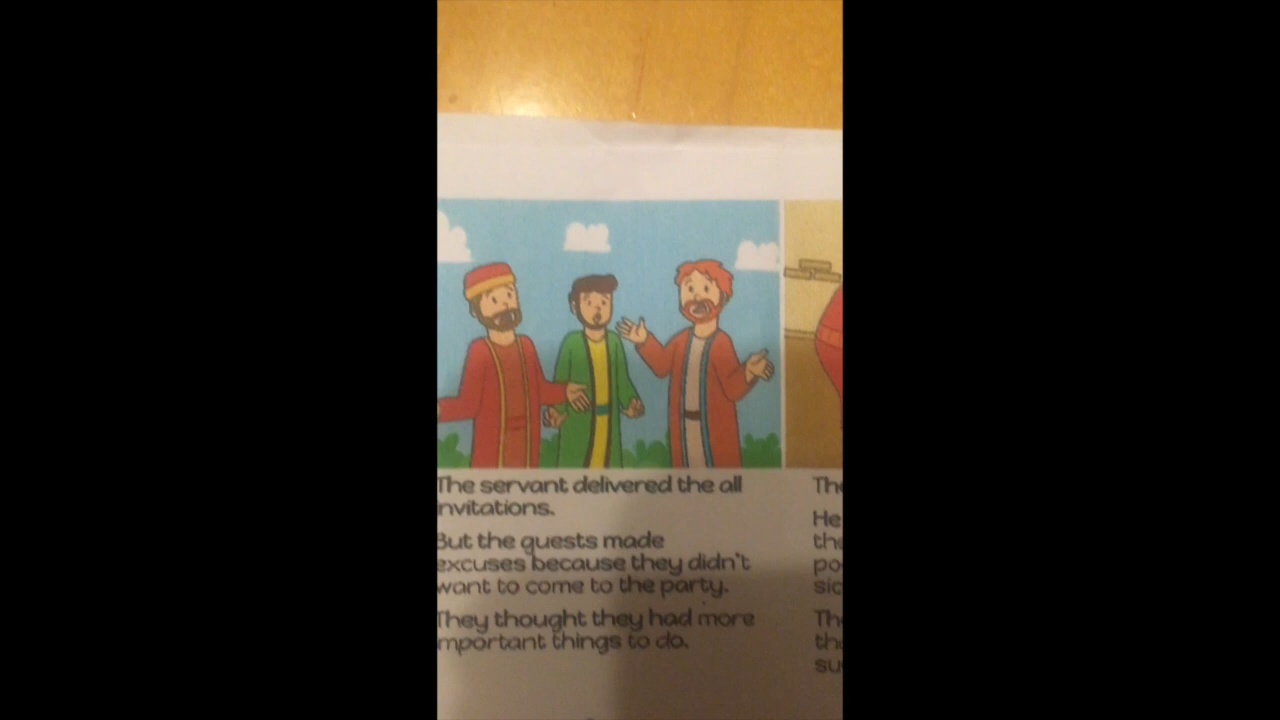 The servant delivered the all
invitations.
But the guests made
excuses because they didn't
want to come to the party.
They thought they had more
important things to do.
He